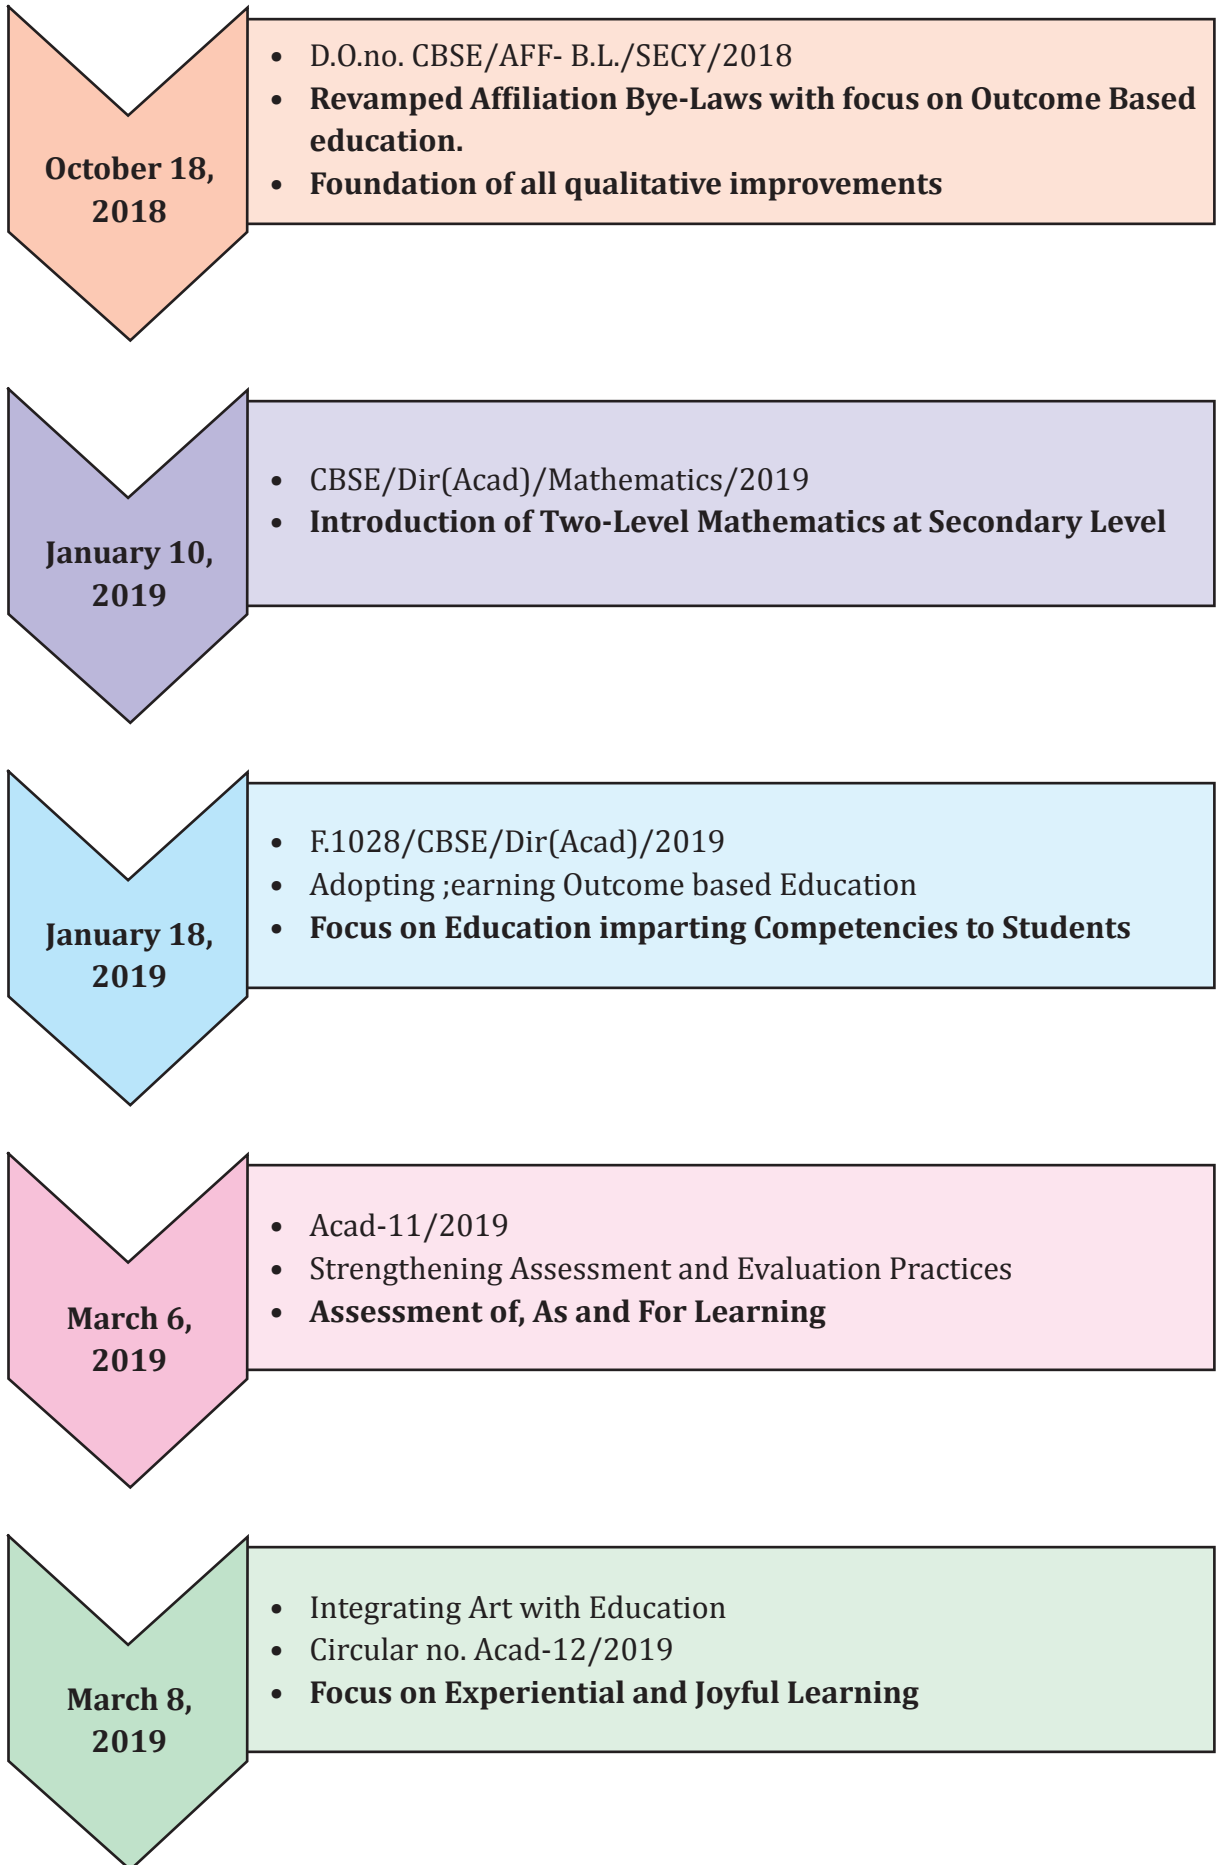 October 18,
2018
• D.O.no. CBSE/AFF- B.L./SECY/2018
• Revamped Affiliation Bye-Laws with focus on Outcome Based
education.
• Foundation of all qualitative improvements
January 10,
2019
• CBSE/Dir(Acad)/Mathematics/2019
• Introduction of Two-Level Mathematics at Secondary Level
January 18,
2019
• F.1028/CBSE/Dir(Acad)/2019
• Adopting ;earning Outcome based Education
• Focus on Education imparting Competencies to Students
March 6,
2019
• Acad-11/2019
• Strengthening Assessment and Evaluation Practices
• Assessment of, As and For Learning
March 8,
2019
• Integrating Art with Education
• Circular no. Acad-12/2019
• Focus on Experiential and Joyful Learning